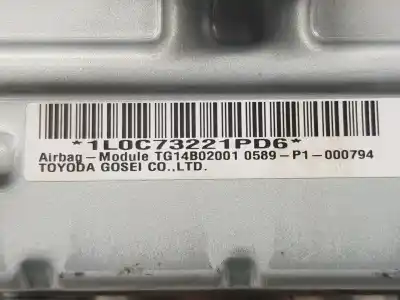 *1L0C73221PD6*
Airbag-Module TG14B02001 0589-P1-000794
TOYODA GOSEI CO.,LTD.